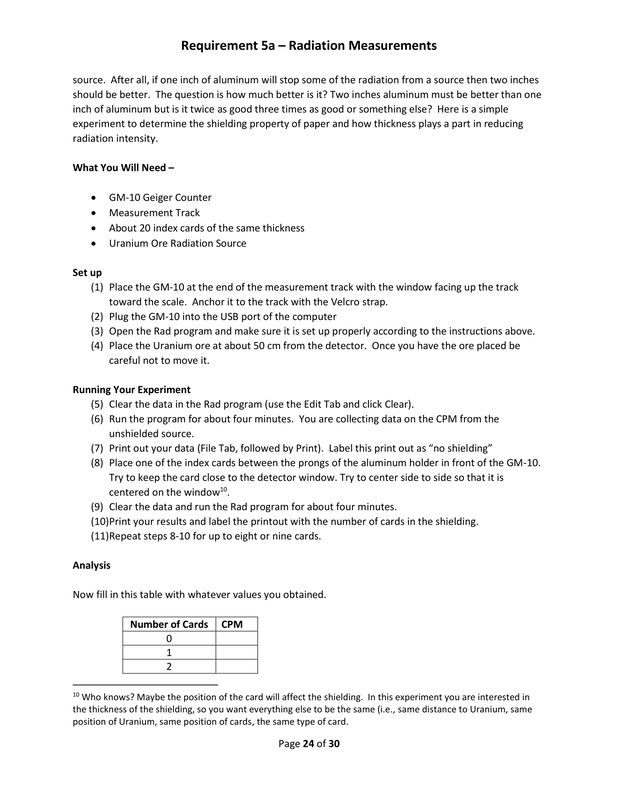 Requirement 5a – Radiation Measurements
source.  After all, if one inch of aluminum will stop some of the radiation from a source then two inches
should be better.  The question is how much better is it? Two inches aluminum must be better than one
inch of aluminum but is it twice as good three times as good or something else?  Here is a simple
experiment to determine the shielding property of paper and how thickness plays a part in reducing
radiation intensity.
What You Will Need –
• GM-10 Geiger Counter
• Measurement Track
• About 20 index cards of the same thickness
• Uranium Ore Radiation Source
Set up
(1) Place the GM-10 at the end of the measurement track with the window facing up the track
toward the scale.  Anchor it to the track with the Velcro strap.
(2) Plug the GM-10 into the USB port of the computer
(3) Open the Rad program and make sure it is set up properly according to the instructions above.
(4) Place the Uranium ore at about 50 cm from the detector.  Once you have the ore placed be
careful not to move it.
Running Your Experiment
(5) Clear the data in the Rad program (use the Edit Tab and click Clear).
(6) Run the program for about four minutes.  You are collecting data on the CPM from the
unshielded source.
(7) Print out your data (File Tab, followed by Print).  Label this print out as “no shielding”
(8) Place one of the index cards between the prongs of the aluminum holder in front of the GM-10.
Try to keep the card close to the detector window. Try to center side to side so that it is
centered on the window10.
(9) Clear the data and run the Rad program for about four minutes.
(10)Print your results and label the printout with the number of cards in the shielding.
(11)Repeat steps 8-10 for up to eight or nine cards.
Analysis
Now fill in this table with whatever values you obtained.
Number of Cards CPM
0
1
2
10 Who knows? Maybe the position of the card will affect the shielding.  In this experiment you are interested in
the thickness of the shielding, so you want everything else to be the same (i.e., same distance to Uranium, same
position of Uranium, same position of cards, the same type of card.
Page 24 of 30